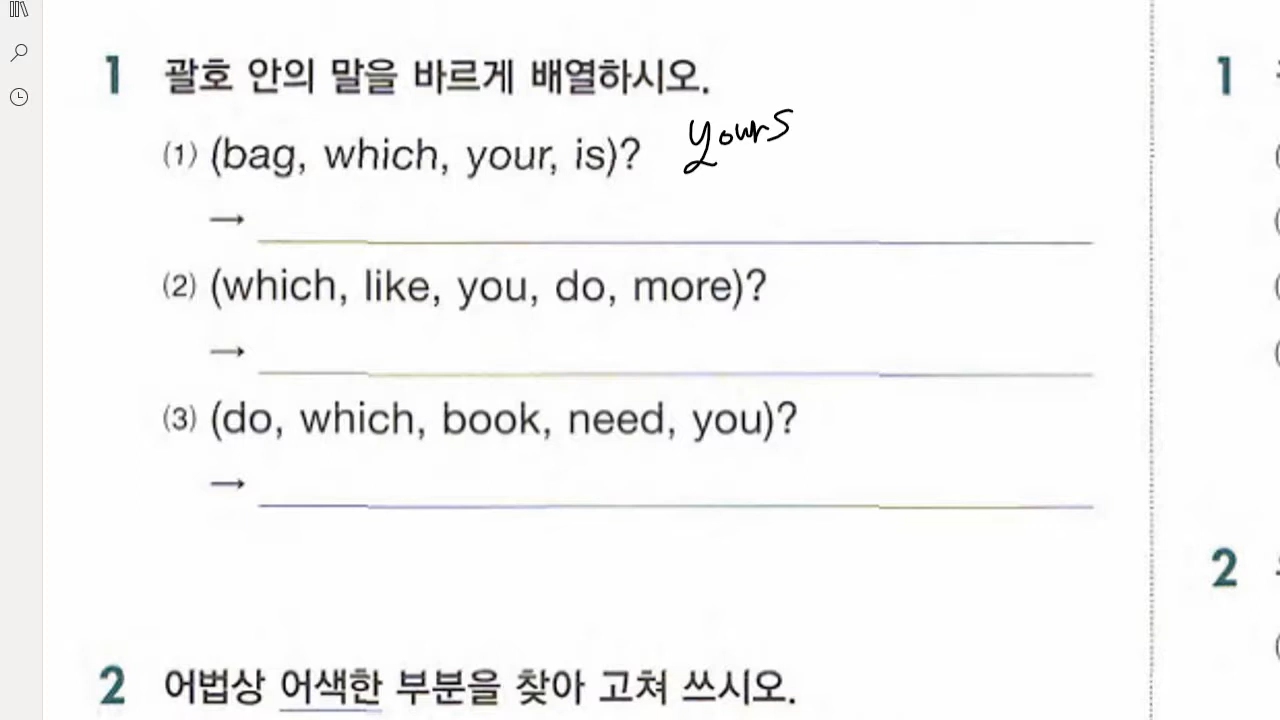 1 괄호 안의 말을 바르게 배열하시오.
(1) (bag, which, your, is)? yours
→
(2) (which, like, you, do, more)?
→
(3) (do, which, book, need, you)?
→
2 어법상 어색한 부분을 찾아 고쳐 쓰시오.
1
2